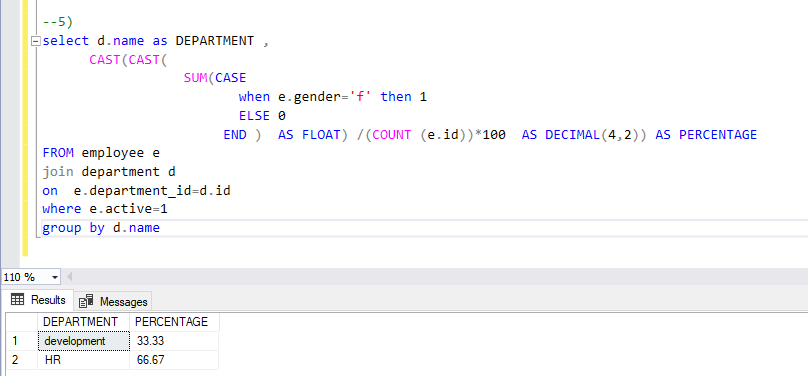 --5)
select d.name as DEPARTMENT ,
CAST(CAST(
SUM(CASE
when e.gender='f' then 1
ELSE 0
END )  AS FLOAT) /(COUNT (e.id))*100  AS DECIMAL(4,2)) AS PERCENTAGE
FROM employee e
join department d
on  e.department_id=d.id
where e.active=1
group by d.name
110 %
Results Messages
DEPARTMENT PERCENTAGE
1 development 33.33
2 HR 66.67